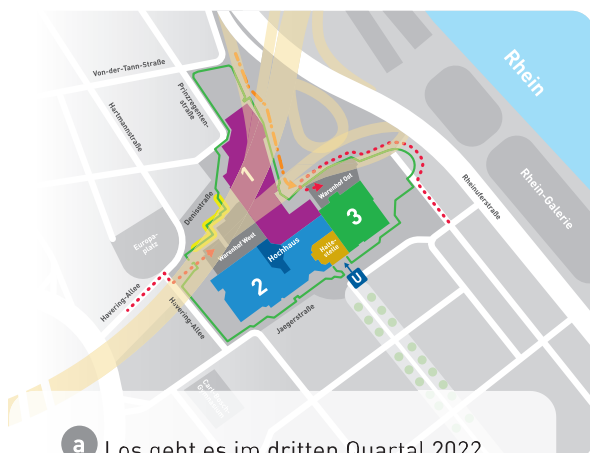 Von-der-Tann-Straße
Prinzregenten-
straße
Hartmannstraße
Rhein
Rhein-Galerie
Rheinuferstraße
1
Denisstraße
Warenhof Ost
3
Europa-
platz
Warenhof West
Hochhaus
Halte-
stelle
2
U
Havering-Allee
Havering-Allee
Jaegerstraße
a Los geht es im dritten Quartal 2022